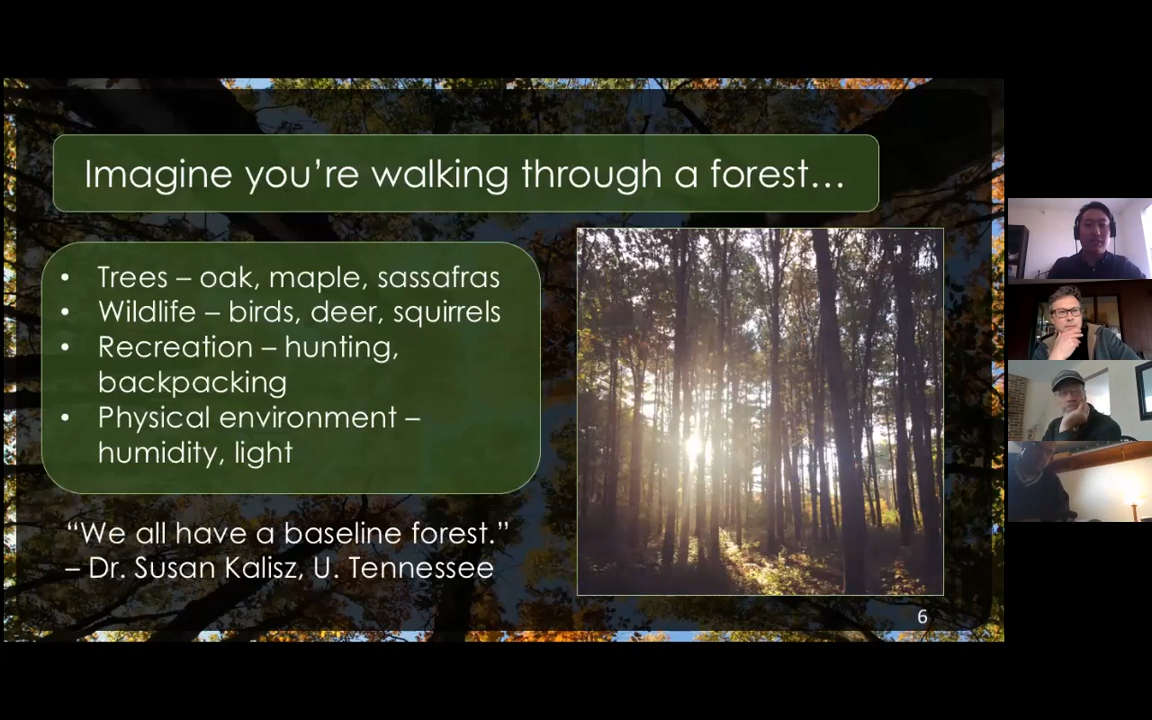 Imagine you’re walking through a forest…
• Trees – oak, maple, sassafras
• Wildlife – birds, deer, squirrels
• Recreation – hunting,
backpacking
• Physical environment –
humidity, light
“We all have a baseline forest.”
– Dr. Susan Kalisz, U. Tennessee
6